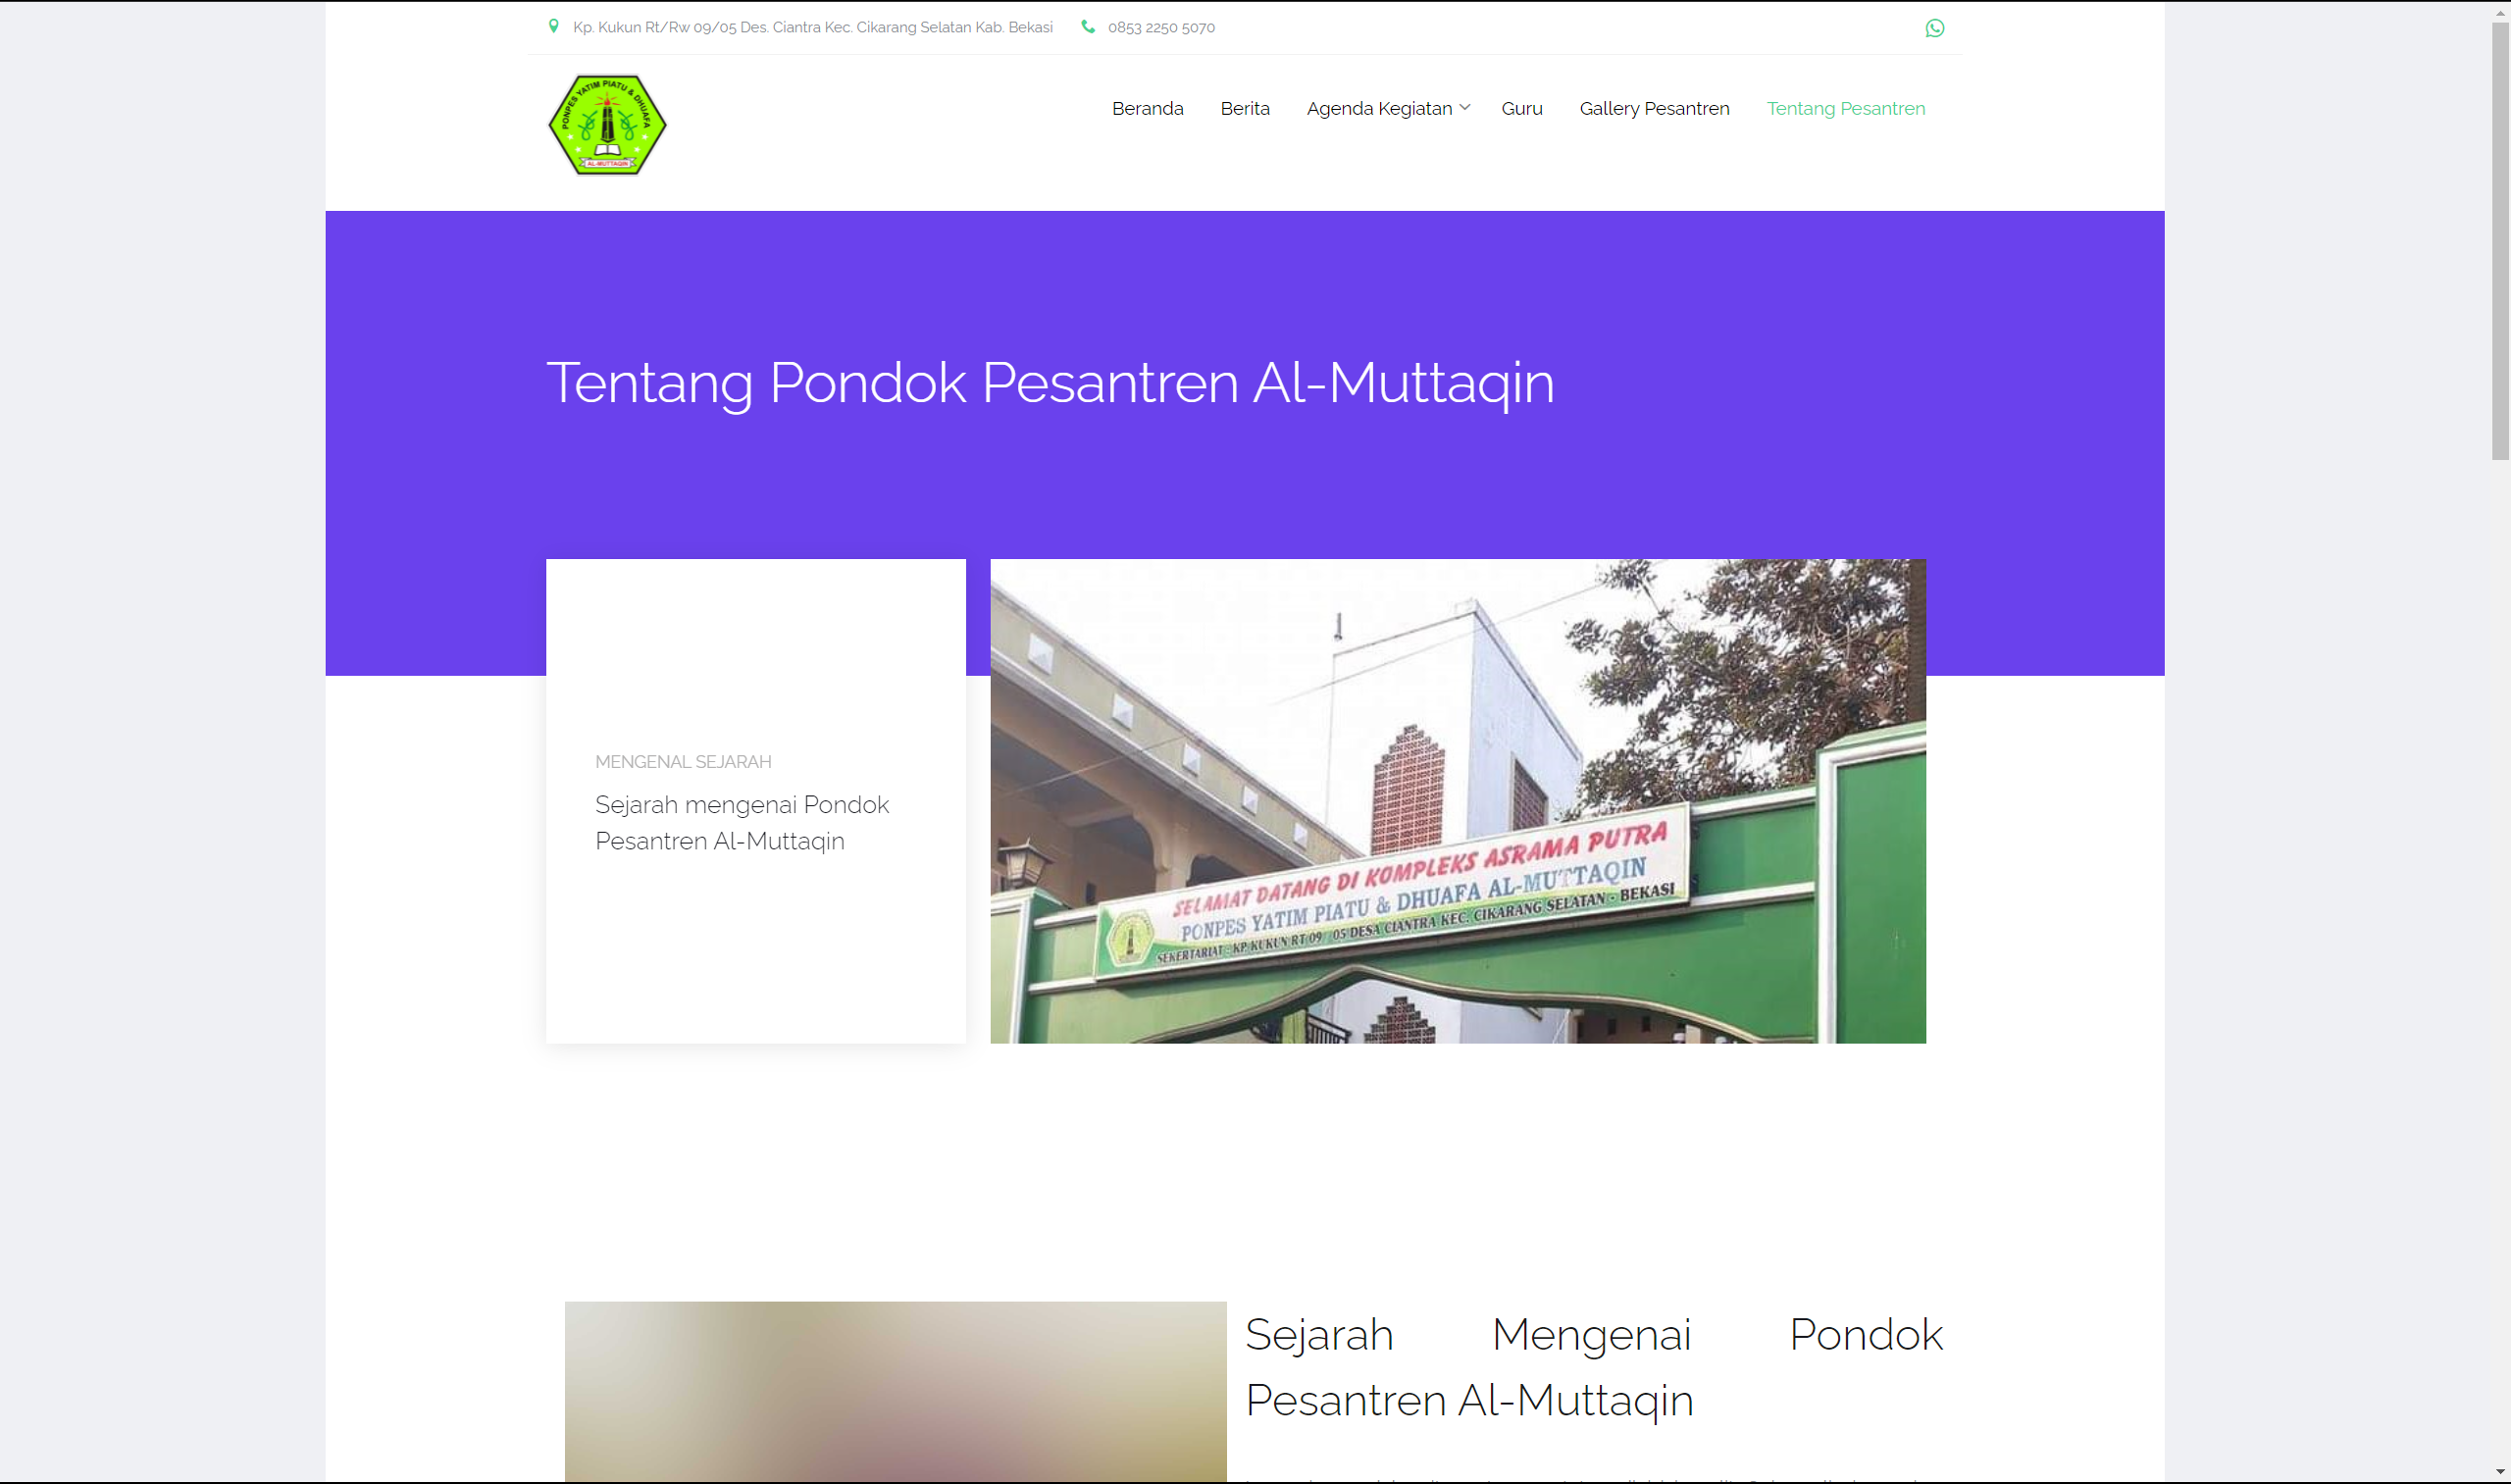 Kp. Kukun Rt/Rw 09/05 Des. Ciantra Kec. Cikarang Selatan Kab. Bekasi
0853 2250 5070
PONPES YATIM PIATU & DHUAFA
AL-MUTTAQIN
Beranda
Berita
Agenda Kegiatan
Guru
Gallery Pesantren
Tentang Pesantren
Tentang Pondok Pesantren Al-Muttaqin
MENGENAL SEJARAH
Sejarah mengenai Pondok
Pesantren Al-Muttaqin
SELAMAT DATANG DI KOMPLEKS ASRAMA PUTRA
PONPES YATIM PIATU & DHUAFA AL-MUTTAQIN
SEKERTARIAT : KP KUKUN RT 09 / 05 DESA CIANTRA KEC. CIKARANG SELATAN - BEKASI
Sejarah Mengenai Pondok
Pesantren Al-Muttaqin